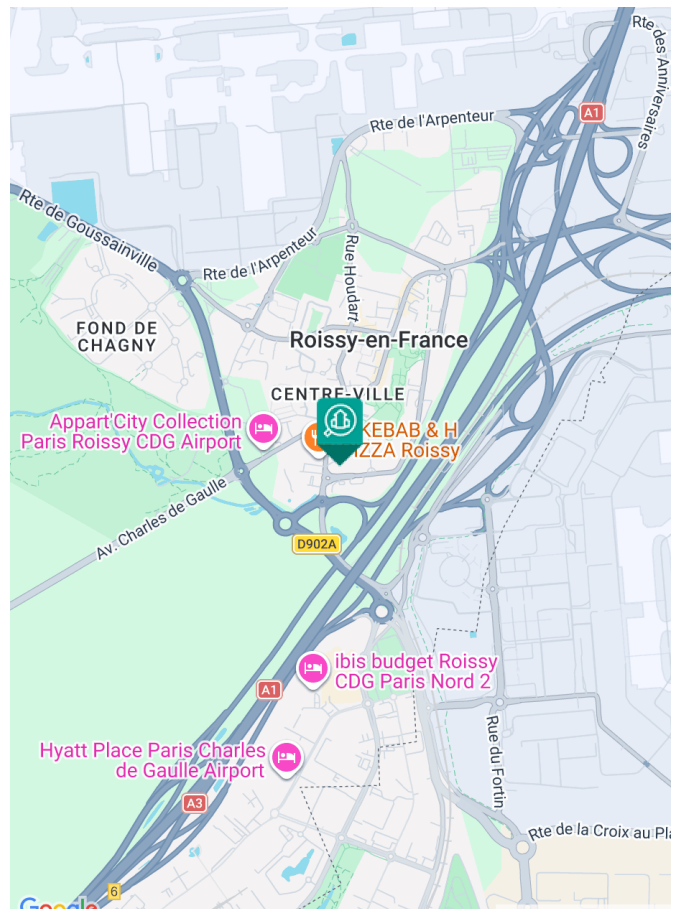 Rte des Anniversaires
A1
Rte de l'Arpenteur
Rte de Goussainville
Rte de l'Arpenteur
Rue Houdart
FOND DE
CHAGNY
Roissy-en-France
CENTRE-VILLE
Appart'City Collection
Paris Roissy CDG Airport
KEBAB & H
IZZA Roissy
Av. Charles de Gaulle
D902A
ibis budget Roissy
CDG Paris Nord 2
A1
Rue du Fortin
Hyatt Place Paris Charles
de Gaulle Airport
A3
Rte de la Croix au Pla
6
Google